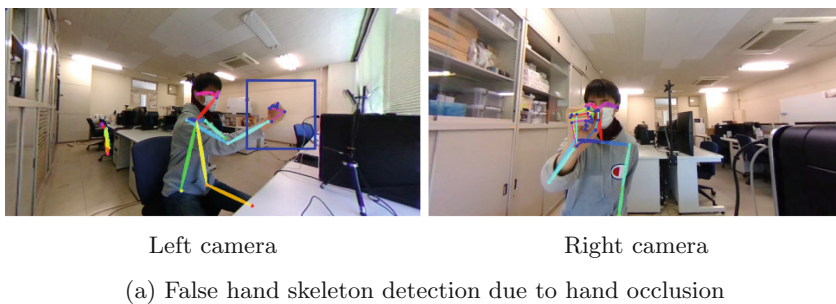 Left camera
Right camera
(a) False hand skeleton detection due to hand occlusion